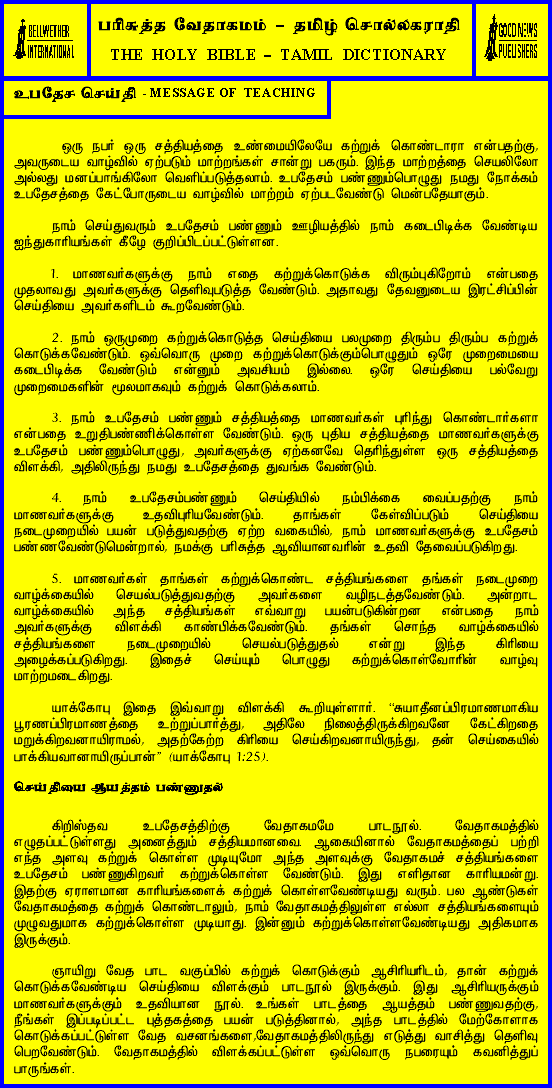 BELLWETHER
INTERNATIONAL
பரிசுத்த வேதாகமம் – தமிழ் சொல்லகராதி
THE HOLY BIBLE – TAMIL DICTIONARY
GOOD NEWS
PUBLISHERS
உபதேச செய்தி - MESSAGE OF TEACHING
ஒரு நபர் ஒரு சத்தியத்தை உண்மையிலேயே கற்றுக் கொண்டாரா என்பதற்கு,
அவருடைய வாழ்வில் ஏற்படும் மாற்றங்கள் சான்று பகரும். இந்த மாற்றத்தை செயலிலோ
அல்லது மனப்பாங்கிலோ வெளிப்படுத்தலாம். உபதேசம் பண்ணும்பொழுது நமது நோக்கம்
உபதேசத்தை கேட்போருடைய வாழ்வில் மாற்றம் ஏற்படவேண்டு மென்பதேயாகும்.
நாம் செய்துவரும் உபதேசம் பண்ணும் ஊழியத்தில் நாம் கடைபிடிக்க வேண்டிய
ஐந்துகாரியங்கள் கீழே குறிப்பிடப்பட்டுள்ளன.
1. மாணவர்களுக்கு நாம் எதை கற்றுக்கொடுக்க விரும்புகிறோம் என்பதை
முதலாவது அவர்களுக்கு தெளிவுபடுத்த வேண்டும். அதாவது தேவனுடைய இரட்சிப்பின்
செய்தியை அவர்களிடம் கூறவேண்டும்.
2. நாம் ஒருமுறை கற்றுக்கொடுத்த செய்தியை பலமுறை திரும்ப திரும்ப கற்றுக்
கொடுக்கவேண்டும். ஒவ்வொரு முறை கற்றுக்கொடுக்கும்பொழுதும் ஒரே முறைமையை
கடைபிடிக்க வேண்டும் என்னும் அவசியம் இல்லை. ஒரே செய்தியை பல்வேறு
முறைமைகளின் மூலமாகவும் கற்றுக் கொடுக்கலாம்.
3. நாம் உபதேசம் பண்ணும் சத்தியத்தை மாணவர்கள் புரிந்து கொண்டார்களா
என்பதை உறுதிபண்ணிக்கொள்ள வேண்டும். ஒரு புதிய சத்தியத்தை மாணவர்களுக்கு
உபதேசம் பண்ணும்பொழுது, அவர்களுக்கு ஏற்கனவே தெரிந்துள்ள ஒரு சத்தியத்தை
விளக்கி, அதிலிருந்து நமது உபதேசத்தை துவங்க வேண்டும்.
4. நாம் உபதேசம்பண்ணும் செய்தியில் நம்பிக்கை வைப்பதற்கு நாம்
மாணவர்களுக்கு உதவிபுரியவேண்டும். தாங்கள் கேள்விப்படும் செய்தியை
நடைமுறையில் பயன் படுத்துவதற்கு ஏற்ற வகையில், நாம் மாணவர்களுக்கு உபதேசம்
பண்ணவேண்டுமென்றால், நமக்கு பரிசுத்த ஆவியானவரின் உதவி தேவைப்படுகிறது.
5. மாணவர்கள் தாங்கள் கற்றுக்கொண்ட சத்தியங்களை தங்கள் நடைமுறை
வாழ்க்கையில் செயல்படுத்துவதற்கு அவர்களை வழிநடத்தவேண்டும். அன்றாட
வாழ்க்கையில் அந்த சத்தியங்கள் எவ்வாறு பயன்படுகின்றன என்பதை நாம்
அவர்களுக்கு விளக்கி காண்பிக்கவேண்டும். தங்கள் சொந்த வாழ்க்கையில்
சத்தியங்களை நடைமுறையில் செயல்படுத்துதல் என்று இந்த கிரியை
அழைக்கப்படுகிறது. இதைச் செய்யும் பொழுது கற்றுக்கொள்வோரின் வாழ்வு
மாற்றமடைகிறது.
யாக்கோபு இதை இவ்வாறு விளக்கி கூறியுள்ளார். “சுயாதீனப்பிரமாணமாகிய
பூரணப்பிரமாணத்தை உற்றுப்பார்த்து, அதிலே நிலைத்திருக்கிறவனே கேட்கிறதை
மறுக்கிறவனாயிராமல், அதற்கேற்ற கிரியை செய்கிறவனாயிருந்து, தன் செய்கையில்
பாக்கியவானாயிருப்பான்” (யாக்கோபு 1:25).
செய்தியை ஆயத்தம் பண்ணுதல்
கிறிஸ்தவ உபதேசத்திற்கு வேதாகமமே பாடநூல். வேதாகமத்தில்
எழுதப்பட்டுள்ளது அனைத்தும் சத்தியமானவை. ஆகையினால் வேதாகமத்தைப் பற்றி
எந்த அளவு கற்றுக் கொள்ள முடியுமோ அந்த அளவுக்கு வேதாகமச் சத்தியங்களை
உபதேசம் பண்ணுகிறவர் கற்றுக்கொள்ள வேண்டும். இது எளிதான காரியமன்று.
இதற்கு ஏராளமான காரியங்களைக் கற்றுக் கொள்ளவேண்டியது வரும். பல ஆண்டுகள்
வேதாகமத்தை கற்றுக் கொண்டாலும், நாம் வேதாகமத்திலுள்ள எல்லா சத்தியங்களையும்
முழுவதுமாக கற்றுக்கொள்ள முடியாது. இன்னும் கற்றுக்கொள்ளவேண்டியது அதிகமாக
இருக்கும்.
ஞாயிறு வேத பாட வகுப்பில் கற்றுக் கொடுக்கும் ஆசிரியரிடம், தான் கற்றுக்
கொடுக்கவேண்டிய செய்தியை விளக்கும் பாடநூல் இருக்கும். இது ஆசிரியருக்கும்
மாணவர்களுக்கும் உதவியான நூல். உங்கள் பாடத்தை ஆயத்தம் பண்ணுவதற்கு,
நீங்கள் இப்படிப்பட்ட புத்தகத்தை பயன் படுத்தினால், அந்த பாடத்தில் மேற்கோளாக
கொடுக்கப்பட்டுள்ள வேத வசனங்களை,வேதாகமத்திலிருந்து எடுத்து வாசித்து தெளிவு
பெறவேண்டும். வேதாகமத்தில் விளக்கப்பட்டுள்ள ஒவ்வொரு நபரையும் கவனித்துப்
பாருங்கள்.